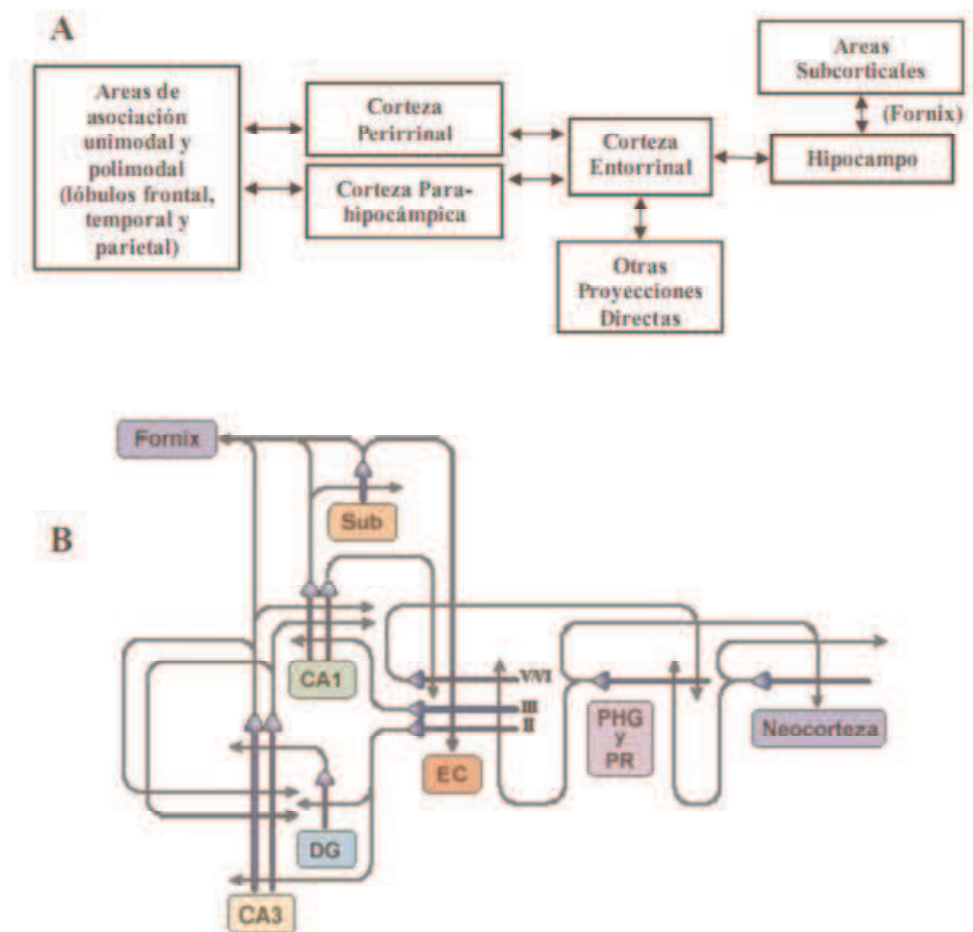 A
Areas de
asociación
unimodal y
polimodal
(lóbulos frontal,
temporal y
parietal)
Corteza
Perirrinal
Corteza Para-
hipocámpica
Corteza
Entorrinal
Otras
Proyecciones
Directas
Areas
Subcorticales
(Fornix)
Hipocampo
B
Fornix
Sub
CA1
V/VI
III
II
EC
PHG
y
PR
Neocorteza
DG
CA3